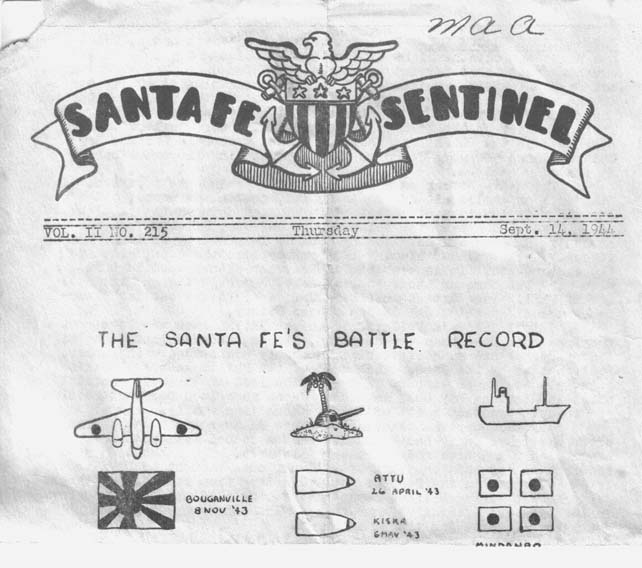 maa
SANTA FE SENTINEL
VOL. II NO. 215 Thursday Sept. 14, 1944
THE SANTA FE'S BATTLE RECORD
BOUGANVILLE
8 NOV '43
ATTU
26 APRIL '43
KISKA
6 MAY '43
MINDANAO